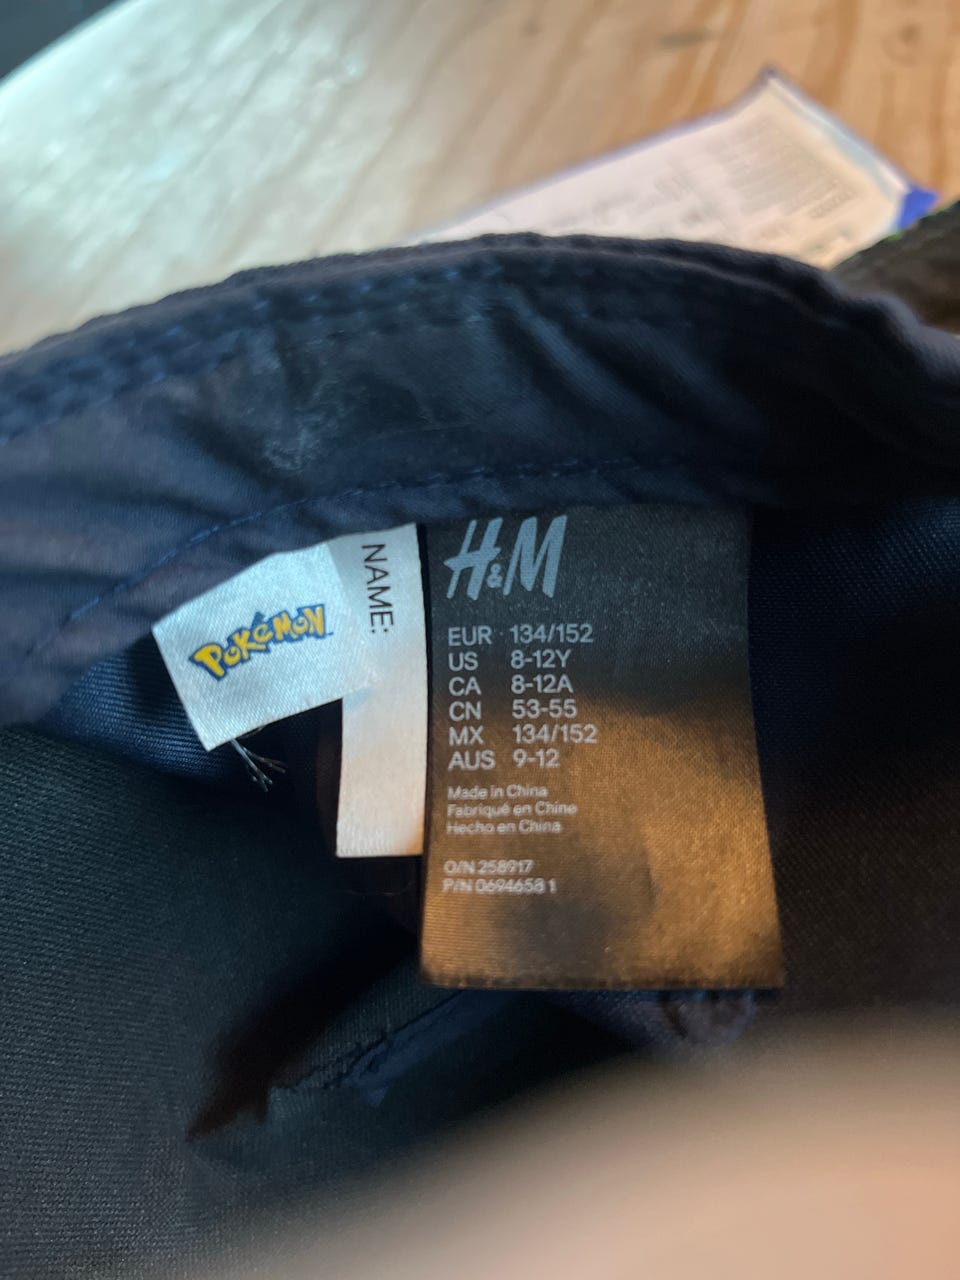 POKéMON
NAME:
H&M
EUR 134/152
US 8-12Y
CA 8-12A
CN 53-55
MX 134/152
AUS 9-12
Made in China
Fabriqué en Chine
Hecho en China
O/N 258917
P/N 06946581